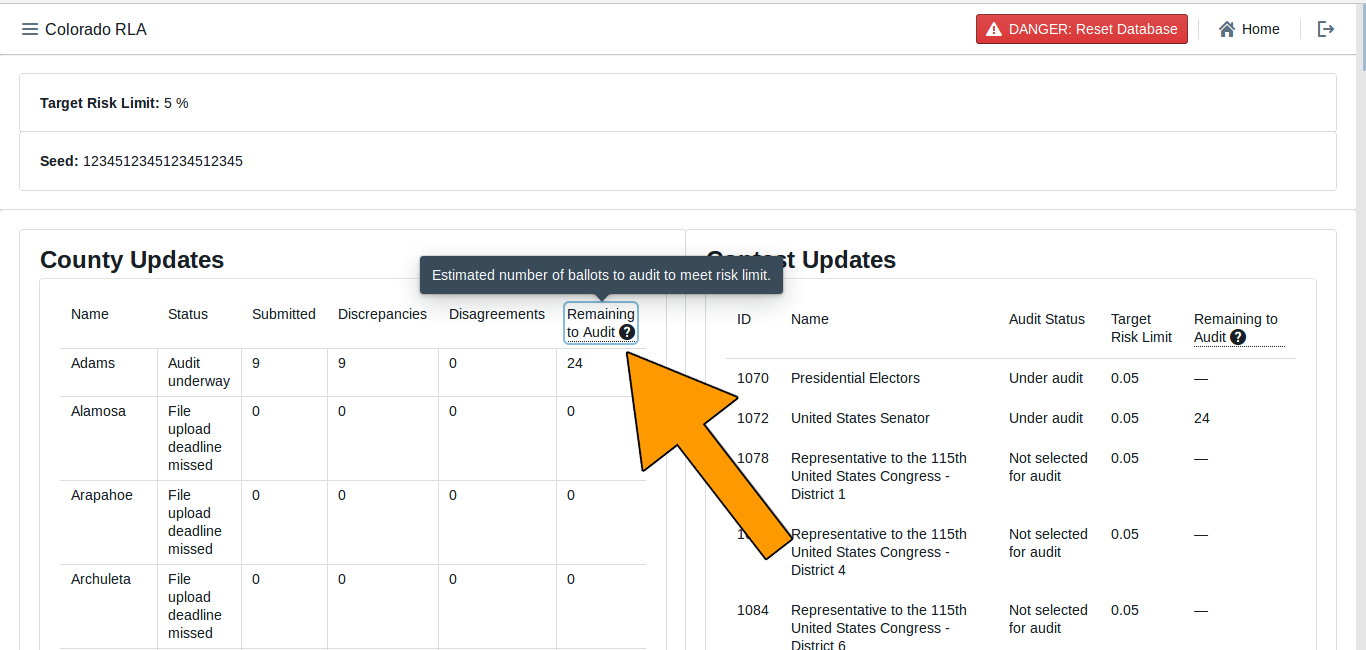 Colorado RLA
DANGER: Reset Database
Home
Target Risk Limit: 5 %
Seed: 12345123451234512345
County Updates
Estimated number of ballots to audit to meet risk limit.
Name Status Submitted Discrepancies Disagreements Remaining
to Audit ?
Adams Audit 9 9 0 24
underway
Alamosa File 0 0 0 0
upload
deadline
missed
Arapahoe File 0 0 0 0
upload
deadline
missed
Archuleta File 0 0 0 0
upload
deadline
missed
Updates
ID Name Audit Status Target Remaining to
Risk Limit Audit ?
1070 Presidential Electors Under audit 0.05 —
1072 United States Senator Under audit 0.05 24
1078 Representative to the 115th Not selected 0.05 —
United States Congress - for audit
District 1
Representative to the 115th Not selected 0.05 —
United States Congress - for audit
District 4
1084 Representative to the 115th Not selected 0.05 —
United States Congress - for audit
District 6